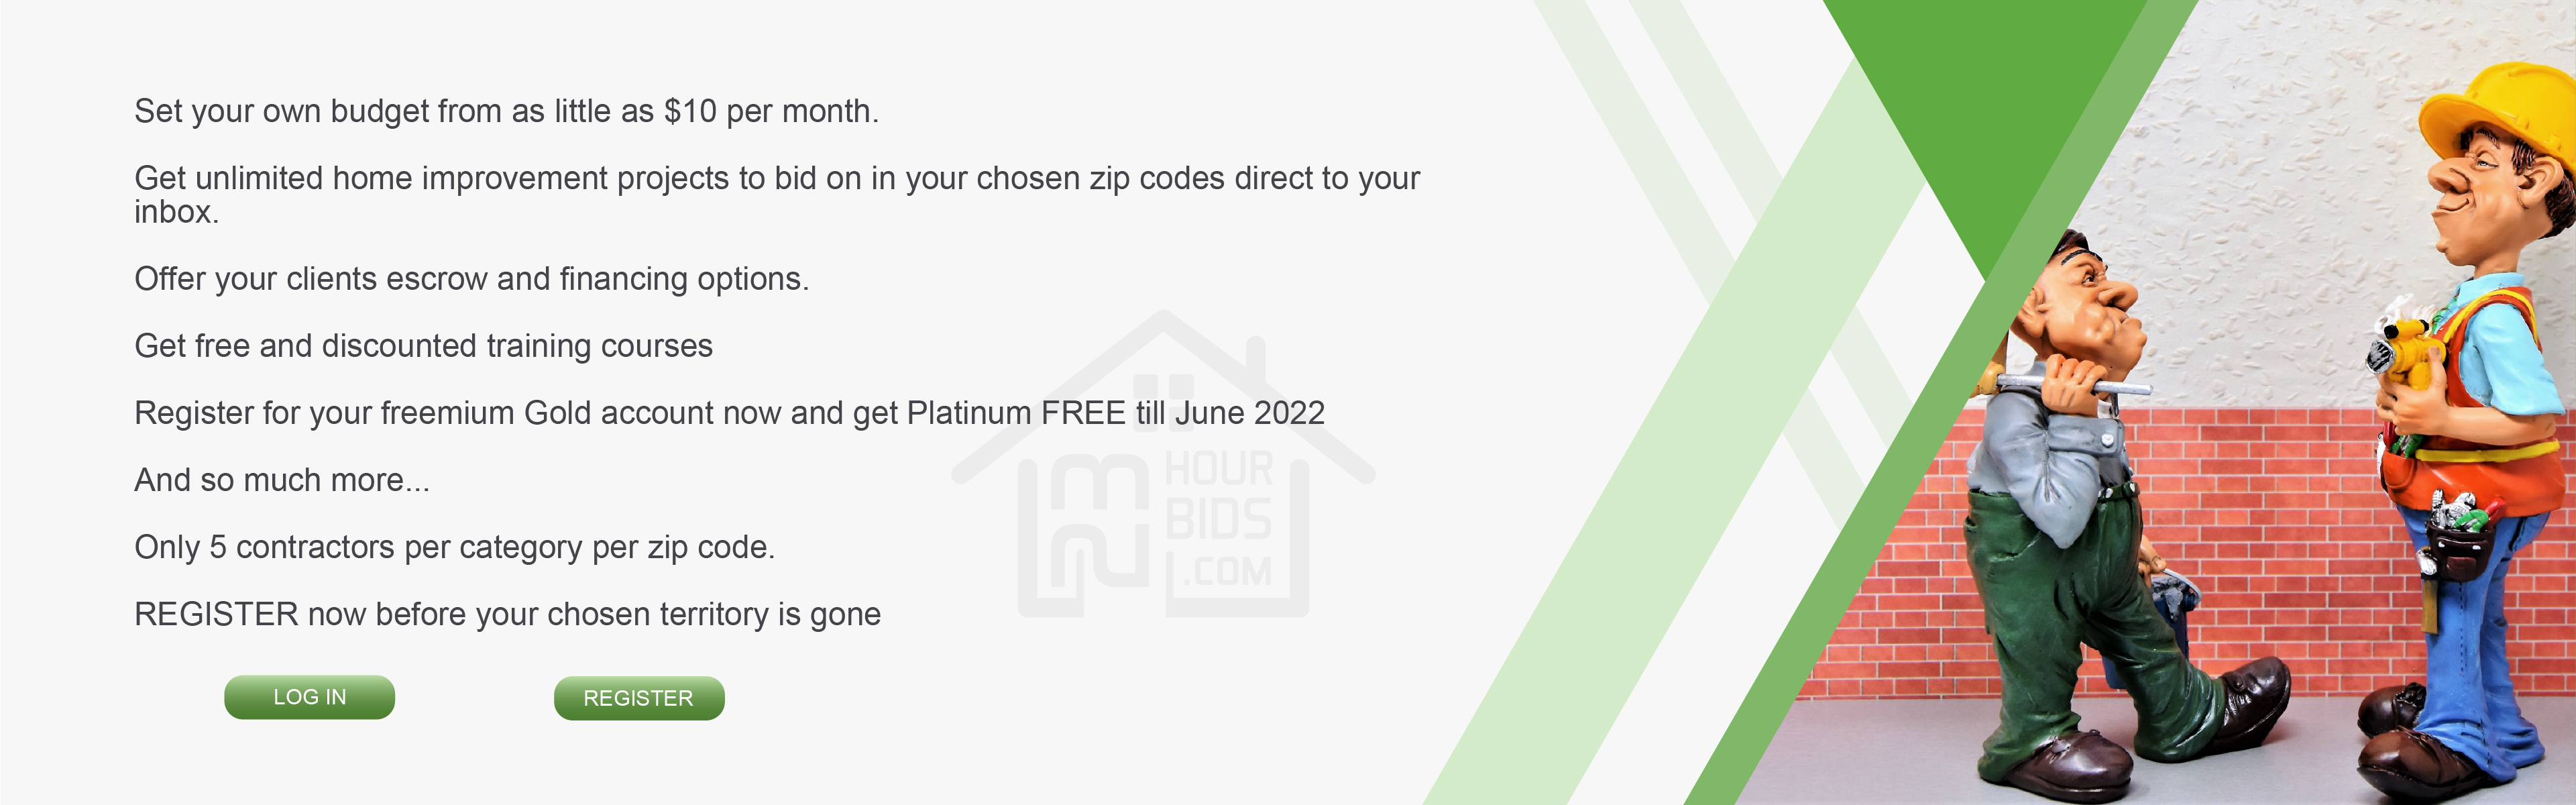 Set your own budget from as little as $10 per month.
Get unlimited home improvement projects to bid on in your chosen zip codes direct to your
inbox.
Offer your clients escrow and financing options.
Get free and discounted training courses
Register for your freemium Gold account now and get Platinum FREE till June 2022
And so much more...
Only 5 contractors per category per zip code.
REGISTER now before your chosen territory is gone
HOUR
BIDS
.COM
LOG IN
REGISTER